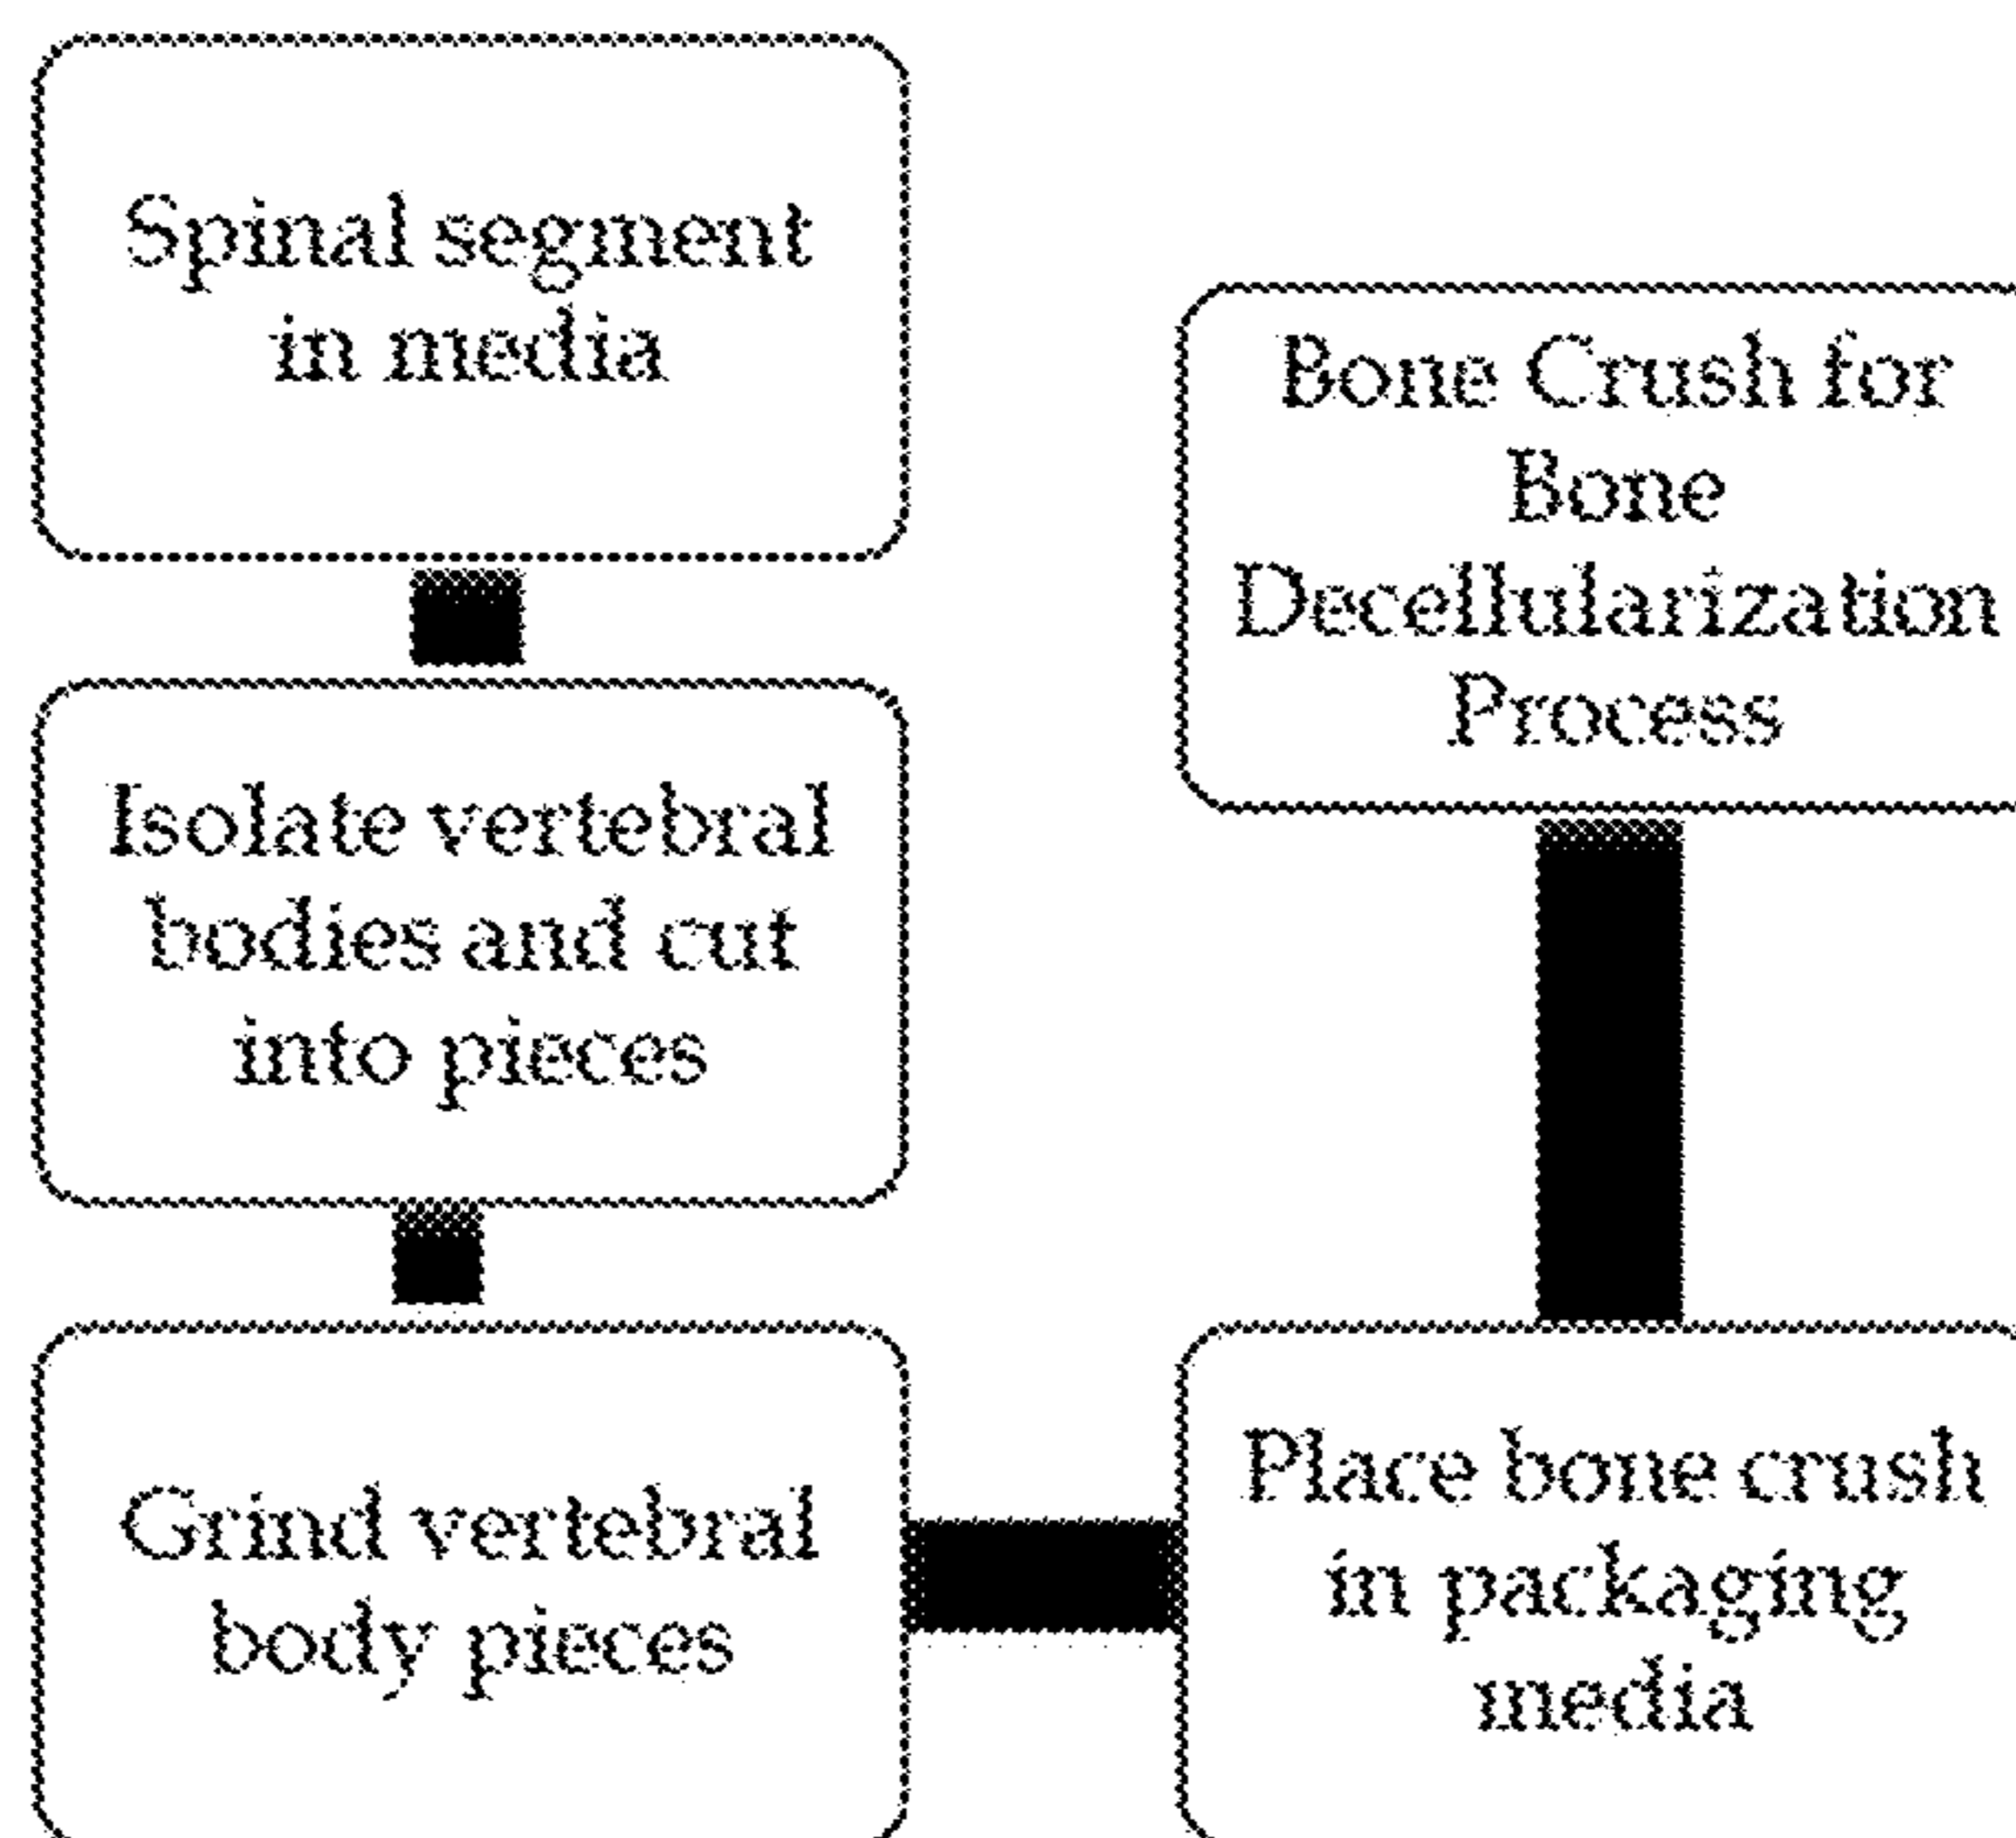 Spinal segment
in media
Isolate vertebral
bodies and cut
into pieces
Grind vertebral
body pieces
Place bone crush
in packaging
media
Bone Crush for
Bone
Decellularization
Process